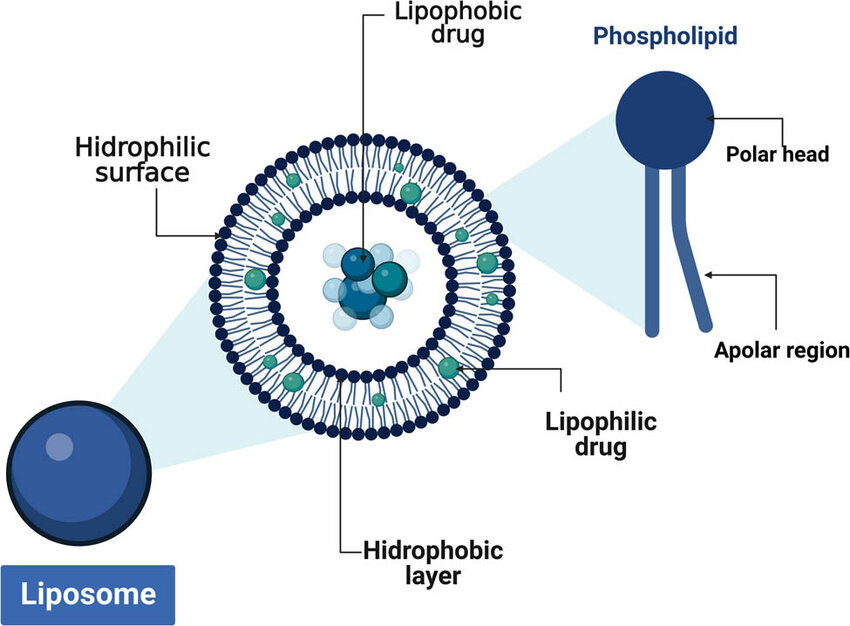 Lipophobic
drug
Phospholipid
Hidrophilic
surface
Polar head
Apolar region
Lipophilic
drug
Hidrophobic
layer
Liposome